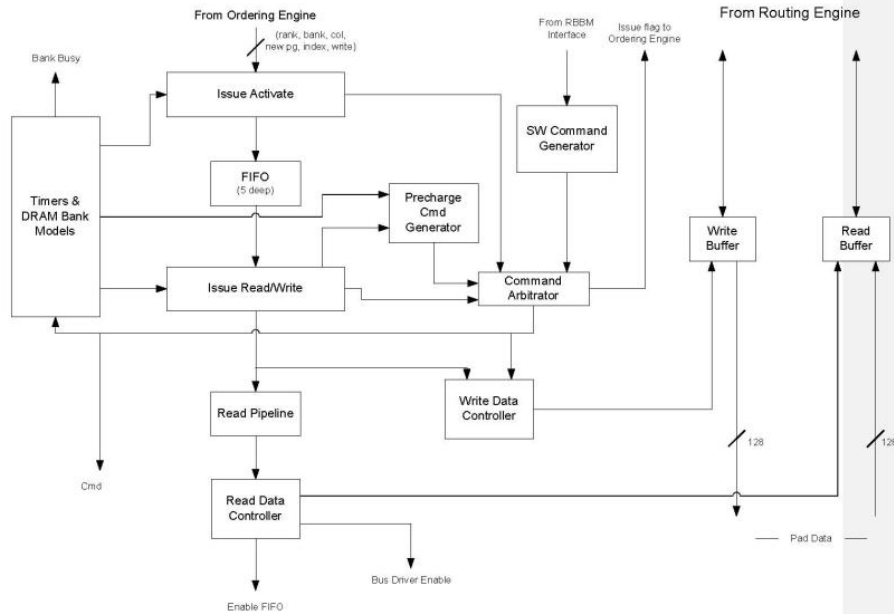 From Ordering Engine
(rank, bank, col,
new pg, index, write)
From RBBM
Interface
Issue flag to
Ordering Engine
From Routing Engine
Bank Busy
Issue Activate
SW Command
Generator
FIFO
(5 deep)
Timers &
DRAM Bank
Models
Precharge
Cmd
Generator
Write
Buffer
Read
Buffer
Issue Read/Write
Command
Arbitrator
Read Pipeline
Write Data
Controller
128
128
Cmd
Read Data
Controller
Pad Data
Bus Driver Enable
Enable FIFO